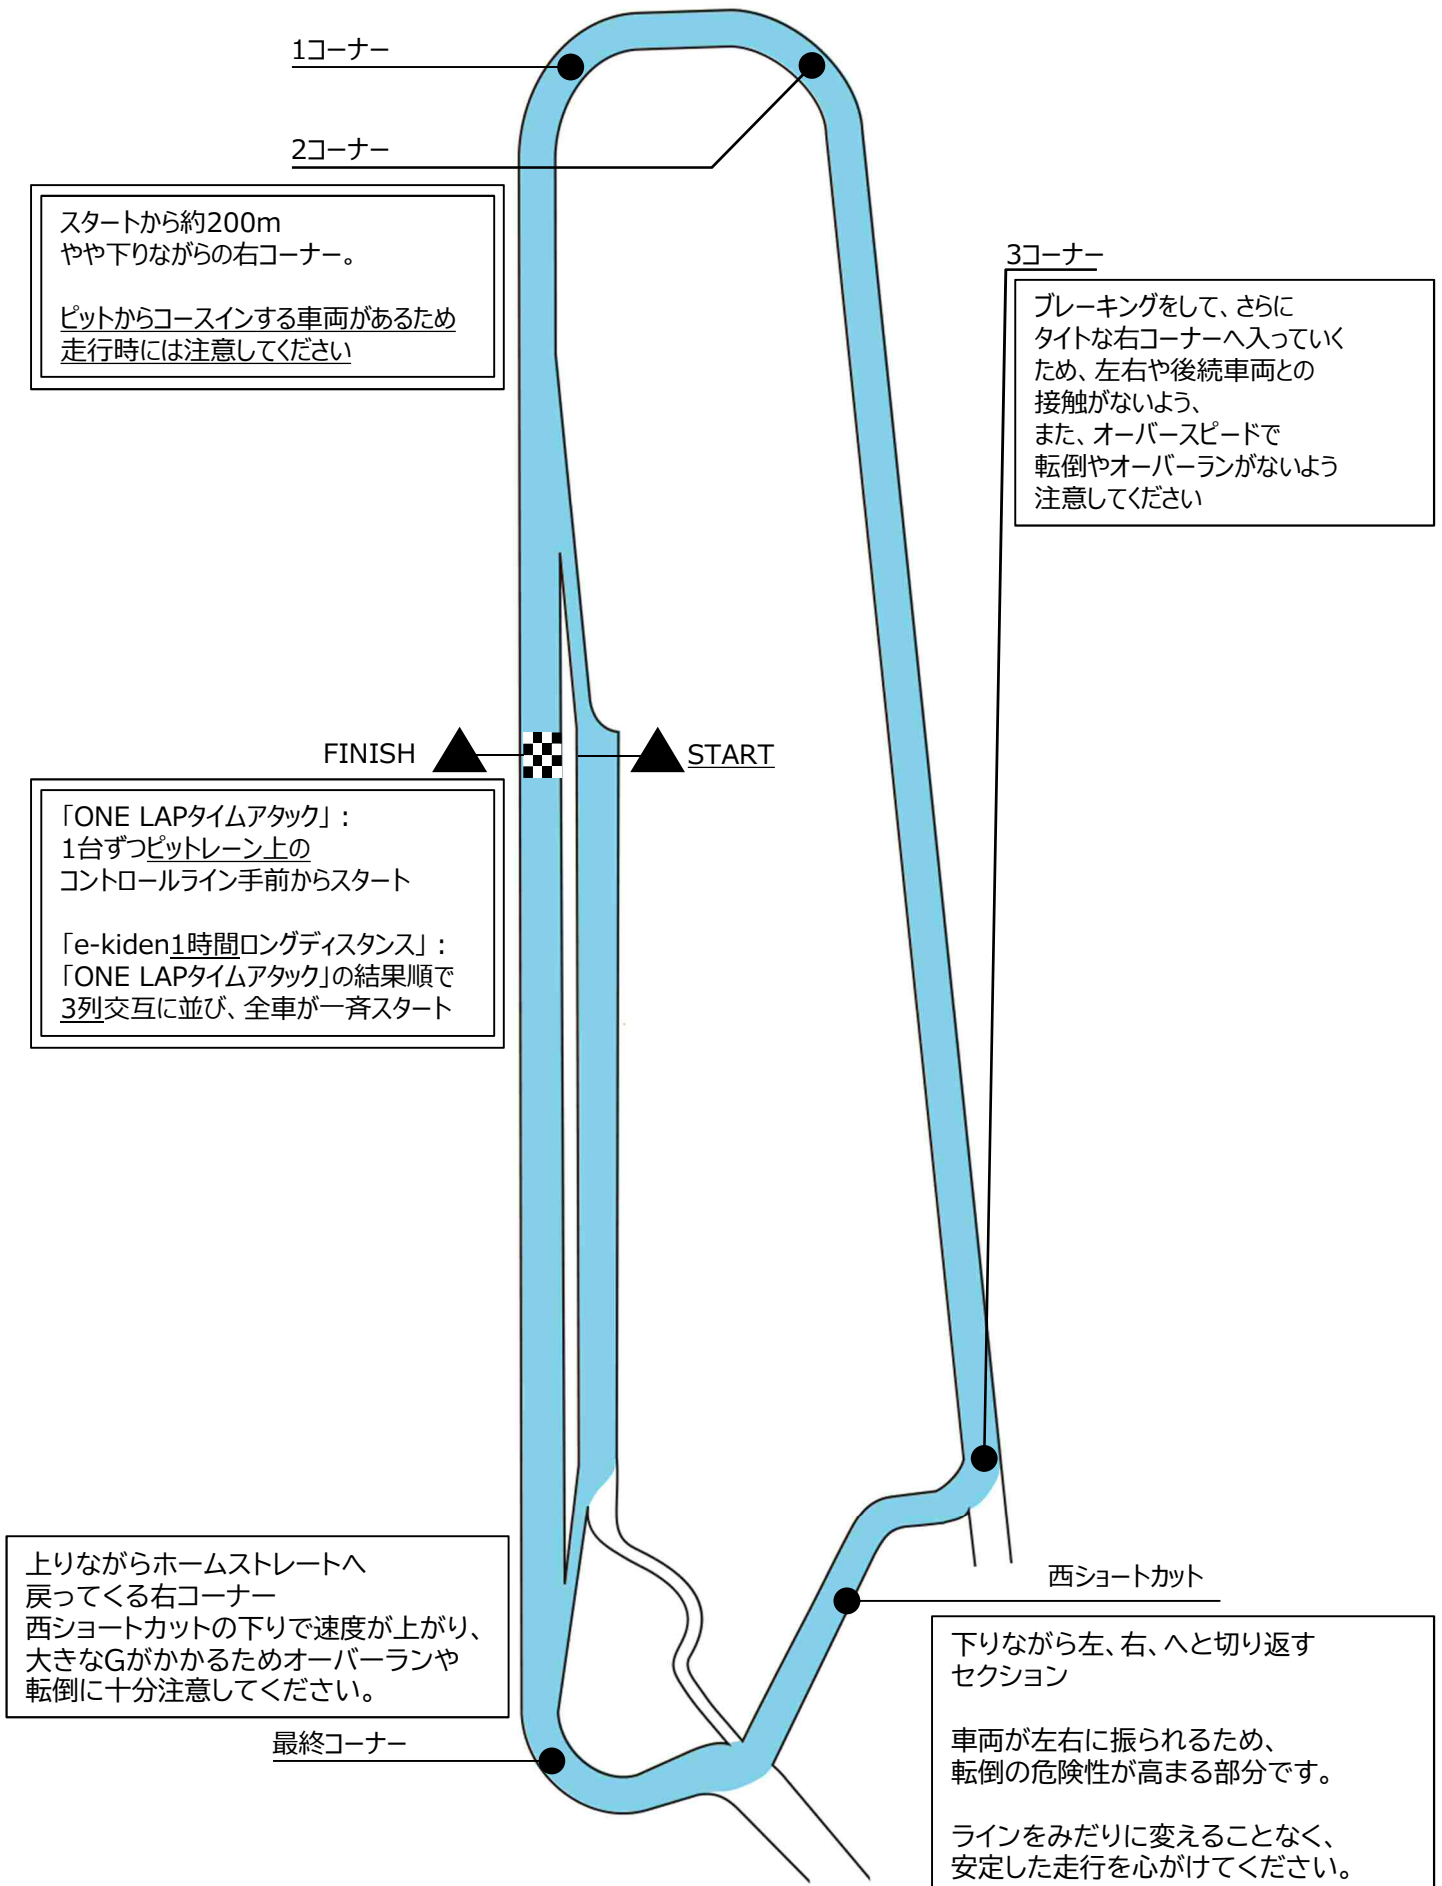 1コーナー
2コーナー
スタートから約200m
やや下りながらの右コーナー。
ピットからコースインする車両があるため
走行時には注意してください
3コーナー
ブレーキングをして、さらに
タイトな右コーナーへ入っていく
ため、左右や後続車両との
接触がないよう、
また、オーバースピードで
転倒やオーバーランがないよう
注意してください
FINISH
START
「ONE LAPタイムアタック」:
1台ずつピットレーン上の
コントロールライン手前からスタート
「e-kiden1時間ロングディスタンス」:
「ONE LAPタイムアタック」の結果順で
3列交互に並び、全車が一斉スタート
上りながらホームストレートへ
戻ってくる右コーナー
西ショートカットの下りで速度が上がり、
大きなGがかかるためオーバーランや
転倒に十分注意してください。
最終コーナー
西ショートカット
下りながら左、右、へと切り返す
セクション
車両が左右に振られるため、
転倒の危険性が高まる部分です。
ラインをみだりに変えることなく、
安定した走行を心がけてください。